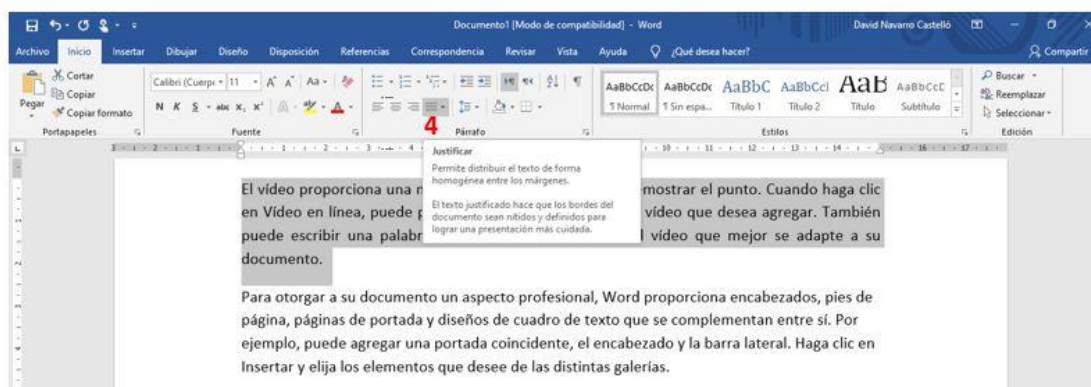 Documento1 [Modo de compatibilidad] - Word
David Navarro Castelló
Archivo Inicio Insertar Dibujar Diseño Disposición Referencias Correspondencia Revisar Vista Ayuda ¿Qué desea hacer? Compartir
Pegar
Cortar
Copiar
Copiar formato
Portapapeles
Calibri (Cuerpo 11
N K S abc x, x²
Fuente
4
Párrafo
AaBbCcDc AaBbCcDc AaBbC AaBbCcI AaB AaBbCcC
¶ Normal ¶ Sin espa... Título 1 Título 2 Título Subtítulo
Estilos
Buscar
Reemplazar
Seleccionar
Edición
Justificar
Permite distribuir el texto de forma
homogénea entre los márgenes.
El texto justificado hace que los bordes del
documento sean nítidos y definidos para
lograr una presentación más cuidada.
El vídeo proporciona una m mostrar el punto. Cuando haga clic
en Vídeo en línea, puede p vídeo que desea agregar. También
puede escribir una palabr l vídeo que mejor se adapte a su
documento.
Para otorgar a su documento un aspecto profesional, Word proporciona encabezados, pies de
página, páginas de portada y diseños de cuadro de texto que se complementan entre sí. Por
ejemplo, puede agregar una portada coincidente, el encabezado y la barra lateral. Haga clic en
Insertar y elija los elementos que desee de las distintas galerías.